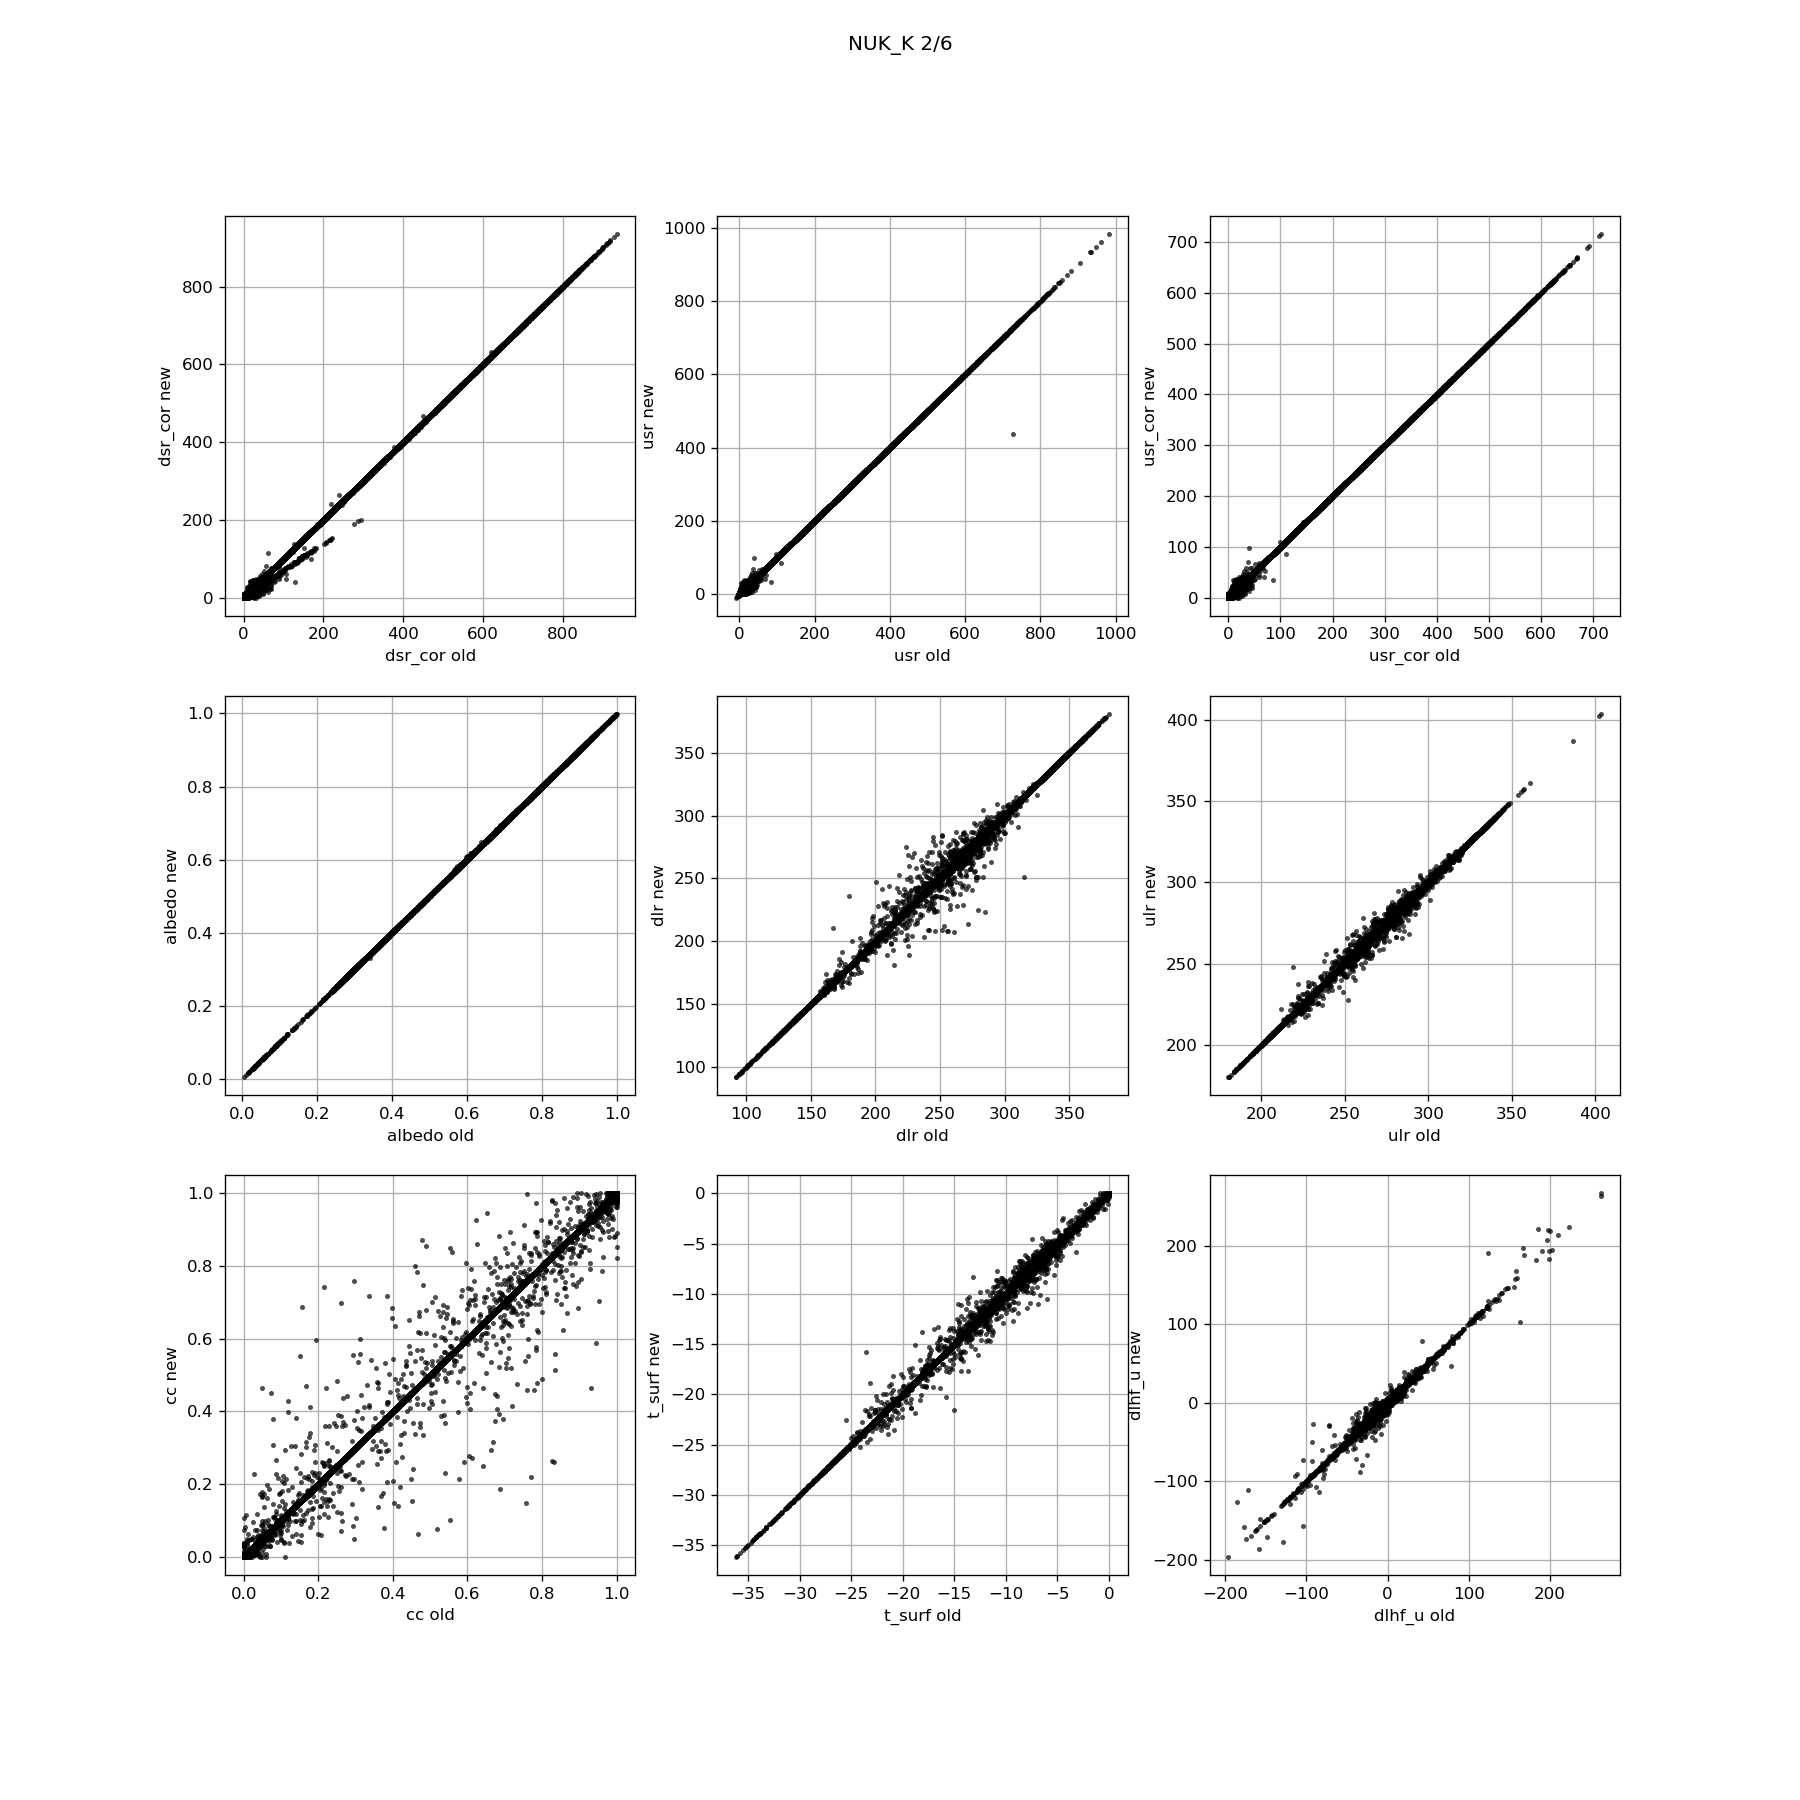 NUK_K 2/6
dsr_cor new
800
600
400
200
0
0 200 400 600 800
dsr_cor old
usr new
1000
800
600
400
200
0
0 200 400 600 800 1000
usr old
usr_cor new
700
600
500
400
300
200
100
0
0 100 200 300 400 500 600 700
usr_cor old
albedo new
1.0
0.8
0.6
0.4
0.2
0.0
0.0 0.2 0.4 0.6 0.8 1.0
albedo old
dlr new
350
300
250
200
150
100
100 150 200 250 300 350
dlr old
ulr new
400
350
300
250
200
200 250 300 350 400
ulr old
cc new
1.0
0.8
0.6
0.4
0.2
0.0
0.0 0.2 0.4 0.6 0.8 1.0
cc old
t_surf new
0
−5
−10
−15
−20
−25
−30
−35
−35 −30 −25 −20 −15 −10 −5 0
t_surf old
dlhf_u new
200
100
0
−100
−200
−200 −100 0 100 200
dlhf_u old